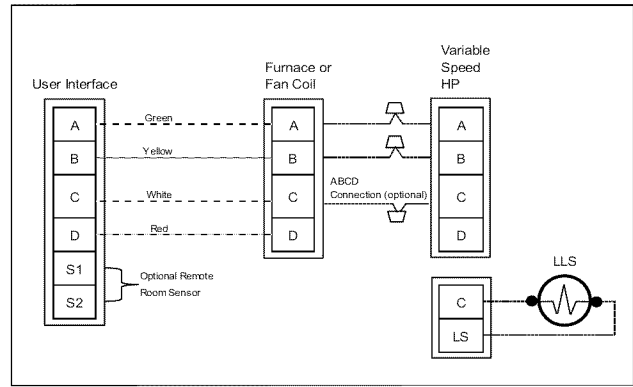 Variable
Speed
HP
Furnace or
Fan Coil
User Interface
A
Green
A
A
B
Yellow
B
B
ABCD
Connection (optional)
C
White
C
C
D
Red
D
D
S1
Optional Remote
Room Sensor
S2
LLS
C
LS